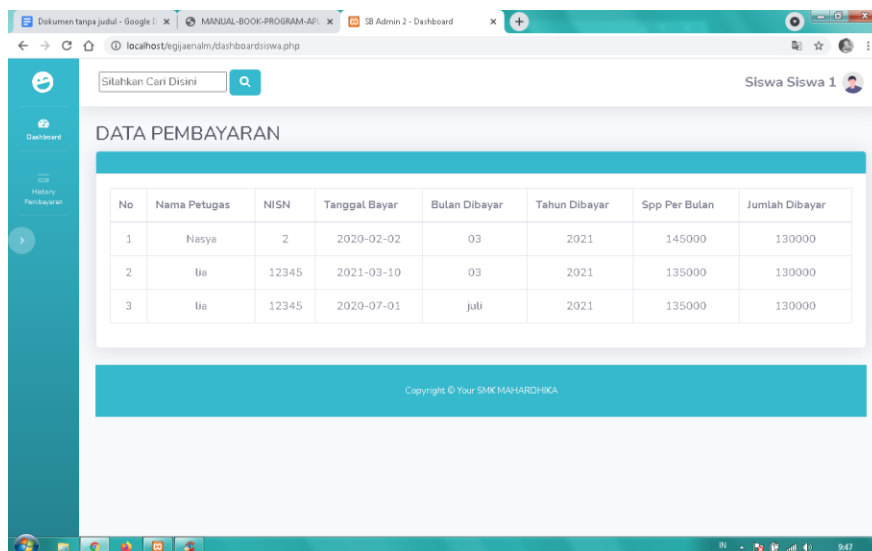 Dokumen tanpa judul - Google D
MANUAL-BOOK-PROGRAM-APL
SB Admin 2 - Dashboard
localhost/egijaenalm/dashboardsiswa.php
Silahkan Cari Disini
Siswa Siswa 1
Dashboard
History
Pembayaran
DATA PEMBAYARAN
No Nama Petugas NISN Tanggal Bayar Bulan Dibayar Tahun Dibayar Spp Per Bulan Jumlah Dibayar
1 Nasya 2 2020-02-02 03 2021 145000 130000
2 lia 12345 2021-03-10 03 2021 135000 130000
3 lia 12345 2020-07-01 juli 2021 135000 130000
Copyright © Your SMK MAHARDHIKA
IN
9:47